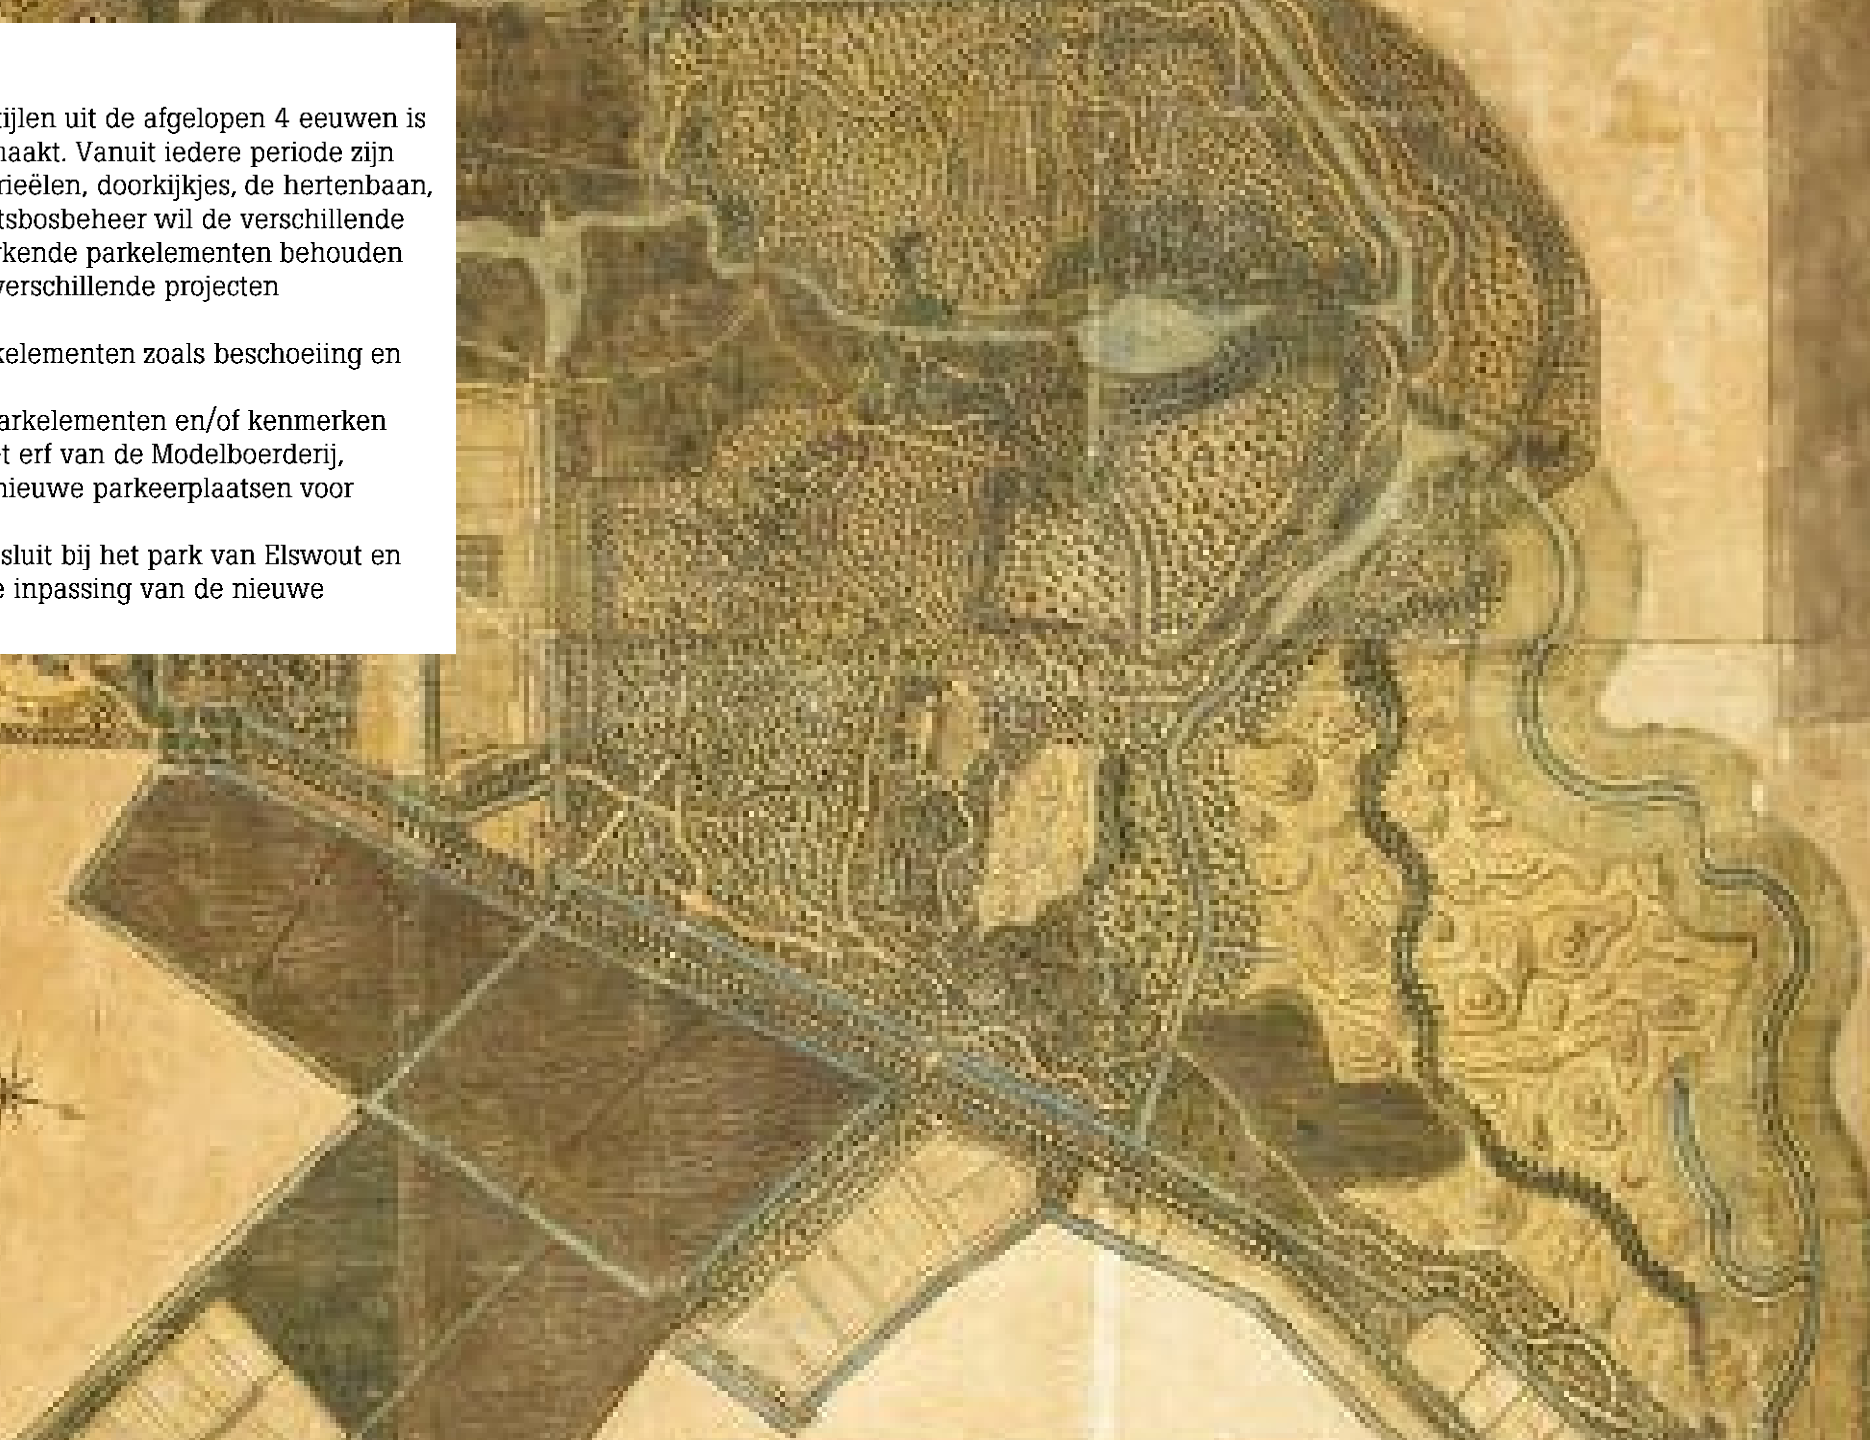 tijlen uit de afgelopen 4 eeuwen is
naakt. Vanuit iedere periode zijn
rieëlen, doorkijkjes, de hertenbaan,
tsbosbeheer wil de verschillende
kende parkelementen behouden
verschillende projecten
kelementen zoals beschoeiing en
arkelementen en/of kenmerken
t erf van de Modelboerderij,
nieuwe parkeerplaatsen voor
sluit bij het park van Elswout en
e inpassing van de nieuwe